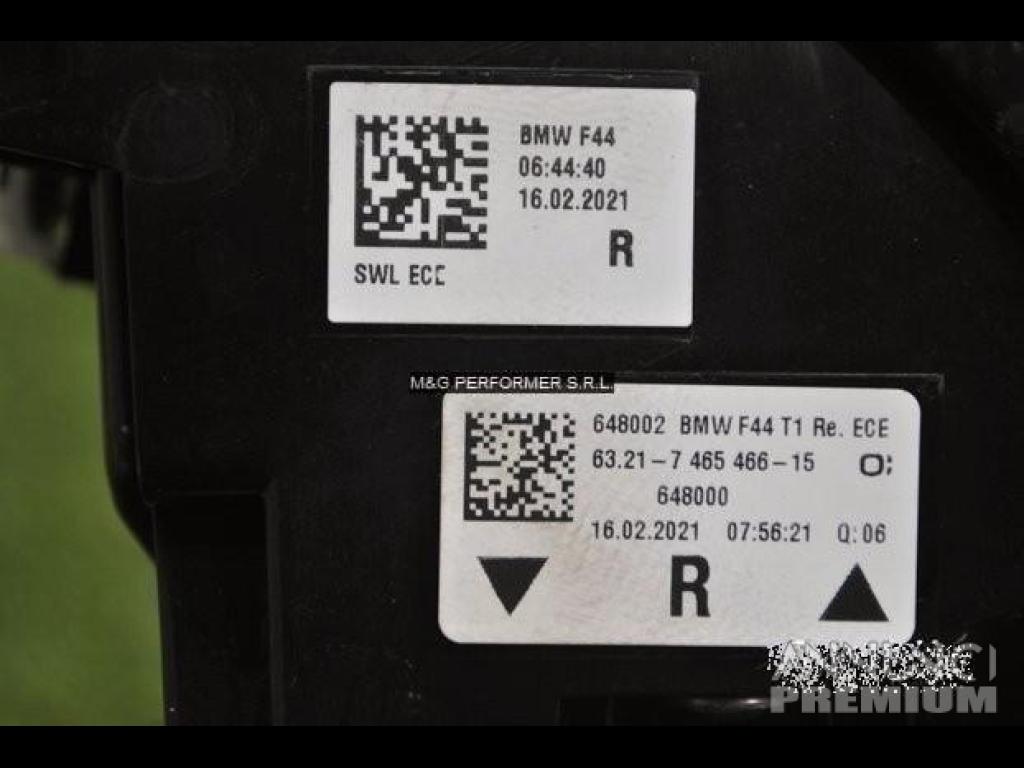 BMW F44
06:44:40
16.02.2021
R
SWL ECE
M&G PERFORMER S.R.L.
648002 BMW F44 T1 Re. ECE
63.21-7 465 466-15
648000
16.02.2021 07:56:21 Q:06
R
PREMIUM